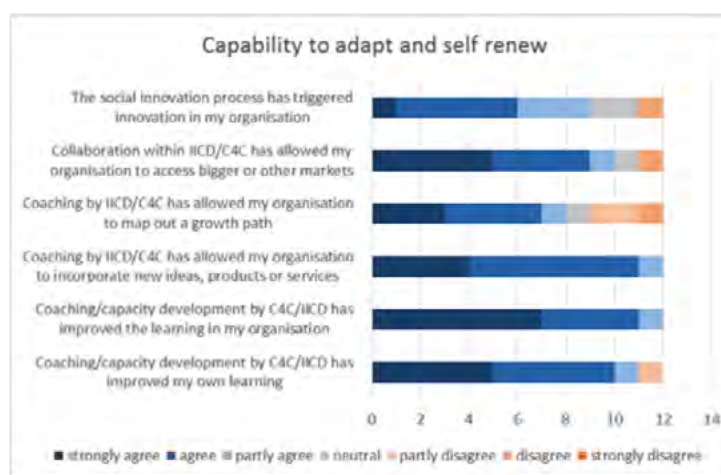 Capability to adapt and self renew
The social innovation process has triggered
innovation in my organisation
Collaboration within IICD/C4C has allowed my
organisation to access bigger or other markets
Coaching by IICD/C4C has allowed my organisation
to map out a growth path
Coaching by IICD/C4C has allowed my organisation
to incorporate new ideas, products or services
Coaching/capacity development by C4C/IICD has
improved the learning in my organisation
Coaching/capacity development by C4C/IICD has
improved my own learning
0 2 4 6 8 10 12 14
strongly agree agree partly agree neutral partly disagree disagree strongly disagree